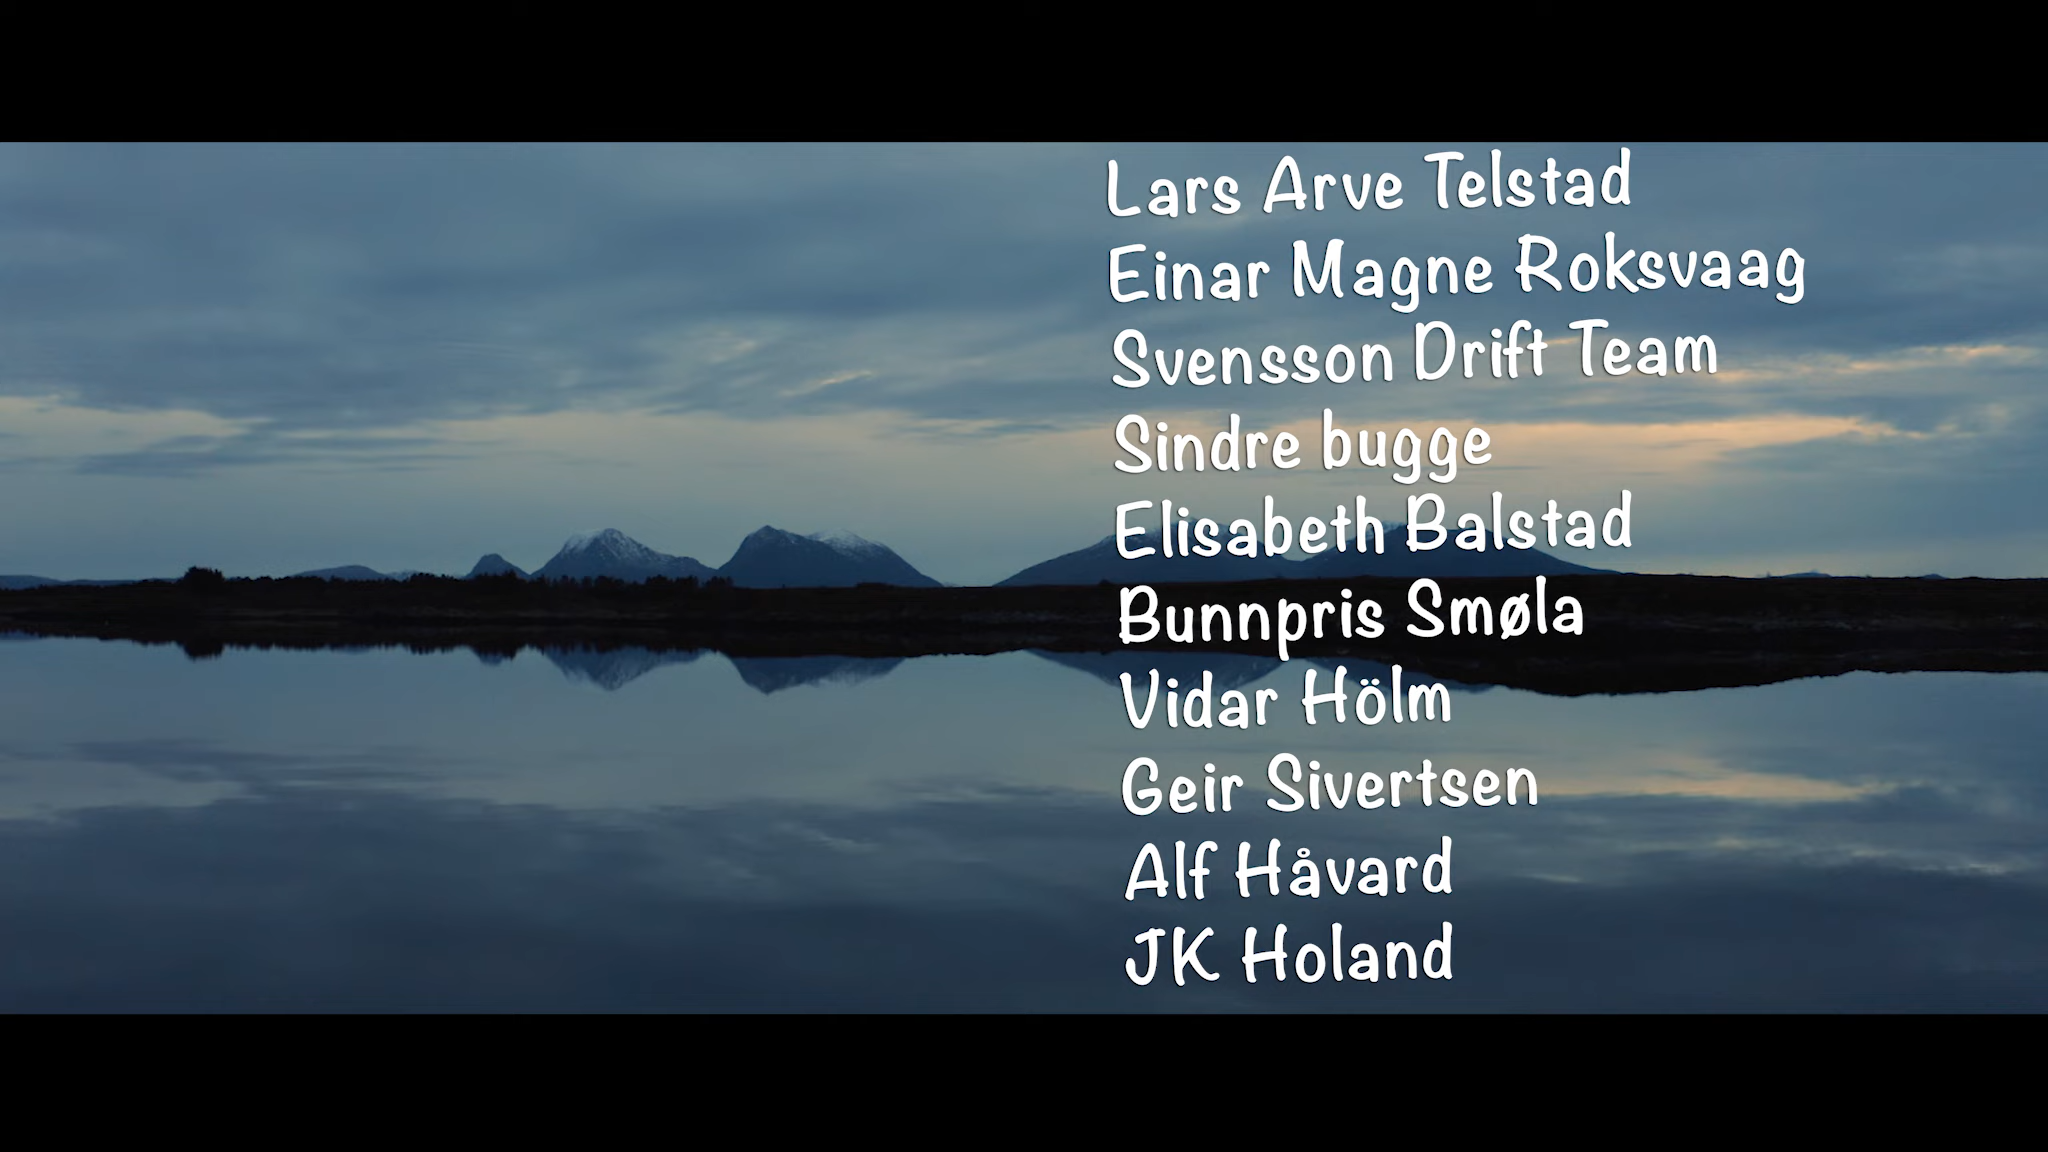 Lars Arve Telstad
Einar Magne Roksvaag
Svensson Drift Team
Sindre bugge
Elisabeth Balstad
Bunnpris Smøla
Vidar Hölm
Geir Sivertsen
Alf Håvard
JK Holand